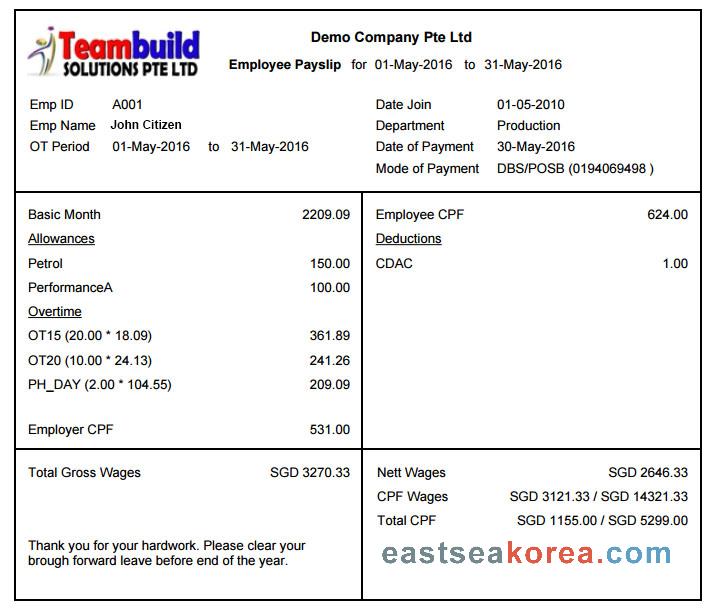 Teambuild
SOLUTIONS PTE LTD
Demo Company Pte Ltd
Employee Payslip for 01-May-2016 to 31-May-2016
Emp ID A001
Emp Name John Citizen
OT Period 01-May-2016 to 31-May-2016
Date Join 01-05-2010
Department Production
Date of Payment 30-May-2016
Mode of Payment DBS/POSB (0194069498 )
Basic Month 2209.09
Allowances
Petrol 150.00
PerformanceA 100.00
Overtime
OT15 (20.00 * 18.09) 361.89
OT20 (10.00 * 24.13) 241.26
PH_DAY (2.00 * 104.55) 209.09
Employer CPF 531.00
Employee CPF 624.00
Deductions
CDAC 1.00
Total Gross Wages SGD 3270.33
Thank you for your hardwork. Please clear your
brough forward leave before end of the year.
Nett Wages SGD 2646.33
CPF Wages SGD 3121.33 / SGD 14321.33
Total CPF SGD 1155.00 / SGD 5299.00
eastseakorea.com